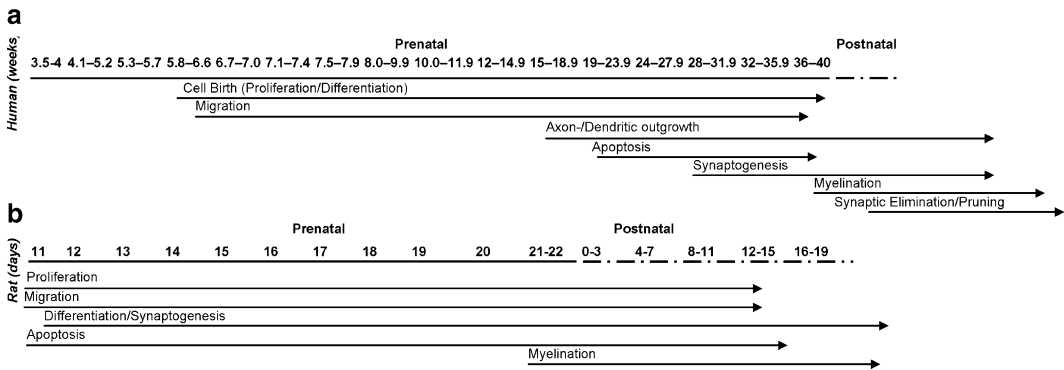 a
Human (weeks)
Prenatal Postnatal
3.5-4 4.1–5.2 5.3–5.7 5.8–6.6 6.7–7.0 7.1–7.4 7.5–7.9 8.0–9.9 10.0–11.9 12–14.9 15–18.9 19–23.9 24–27.9 28–31.9 32–35.9 36–40
Cell Birth (Proliferation/Differentiation)
Migration
Axon-/Dendritic outgrowth
Apoptosis
Synaptogenesis
Myelination
Synaptic Elimination/Pruning
b
Rat (days)
Prenatal Postnatal
11 12 13 14 15 16 17 18 19 20 21-22 0-3 4-7 8-11 12-15 16-19
Proliferation
Migration
Differentiation/Synaptogenesis
Apoptosis
Myelination